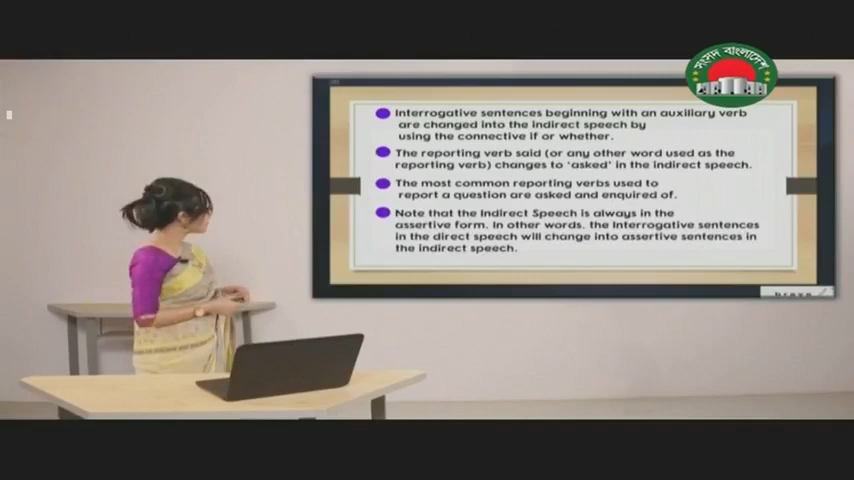 সংসদ বাংলাদেশ
Interrogative sentences beginning with an auxiliary verb
are changed into the indirect speech by
using the connective if or whether.
The reporting verb said (or any other word used as the
reporting verb) changes to 'asked' in the indirect speech.
The most common reporting verbs used to
report a question are asked and enquired of.
Note that the Indirect Speech is always in the
assertive form. In other words, the Interrogative sentences
in the direct speech will change into assertive sentences in
the indirect speech.